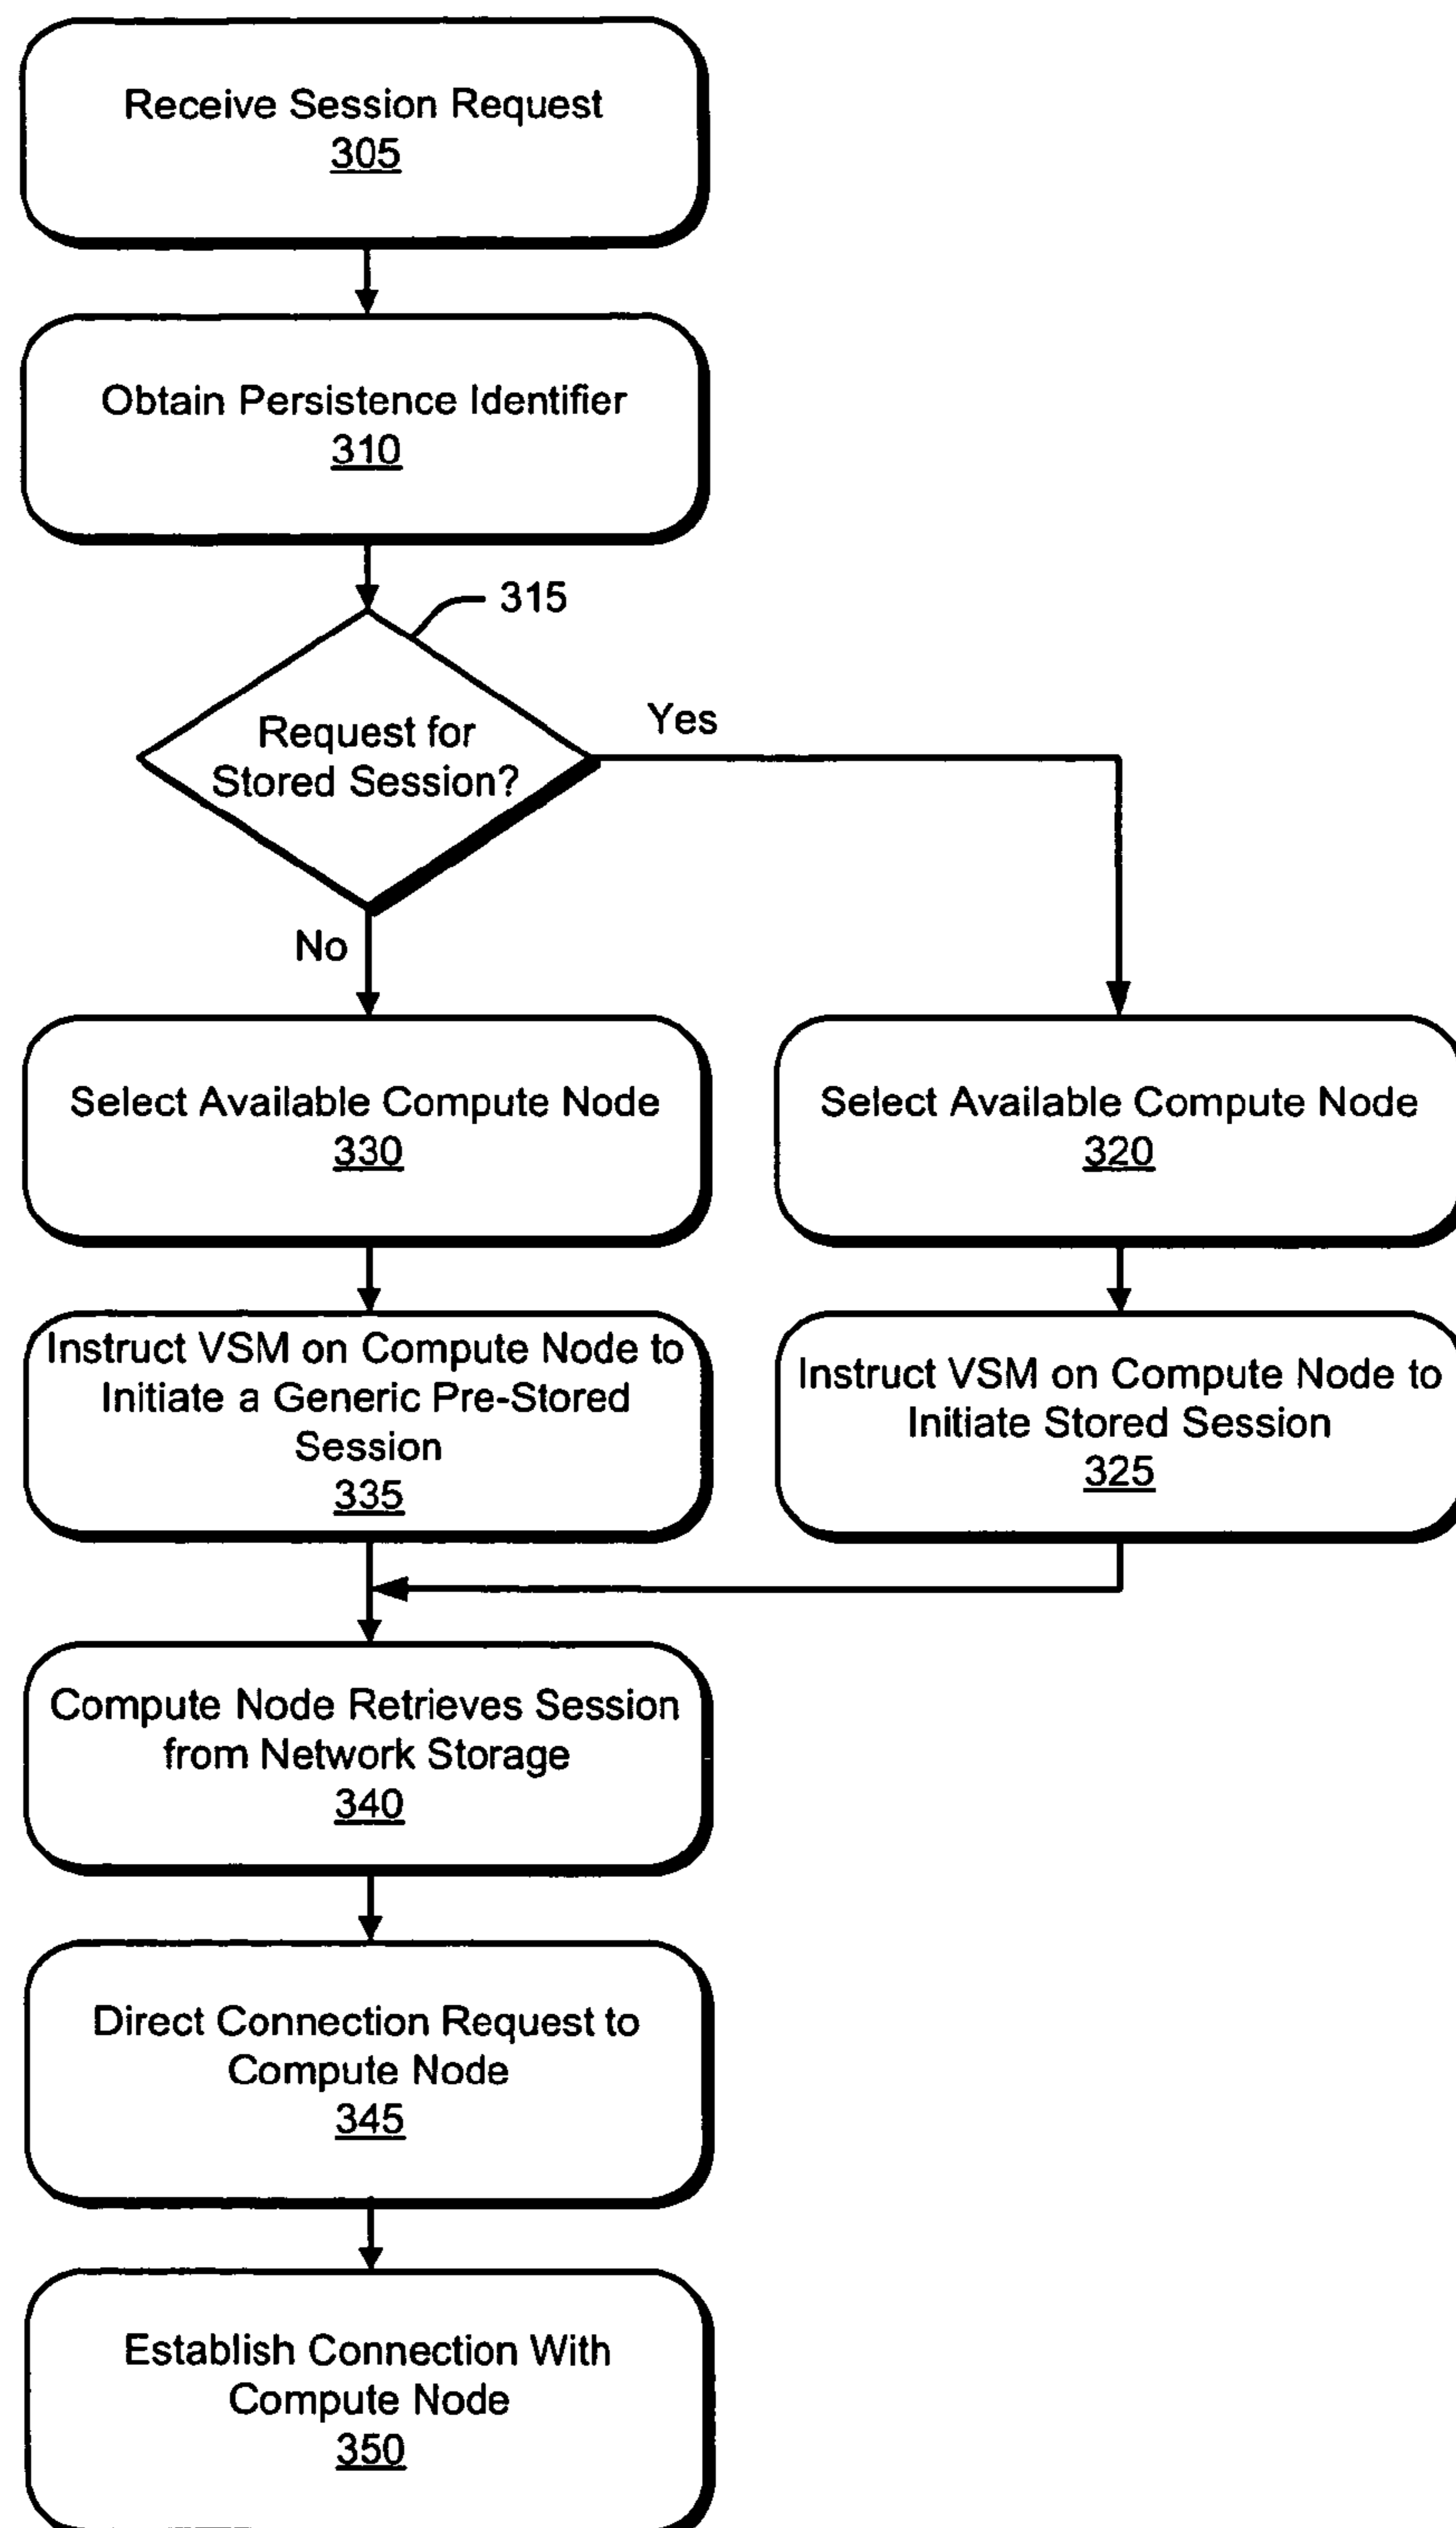 Receive Session Request
305
Obtain Persistence Identifier
310
315
Request for
Stored Session?
Yes
No
Select Available Compute Node
330
Select Available Compute Node
320
Instruct VSM on Compute Node to
Initiate a Generic Pre-Stored
Session
335
Instruct VSM on Compute Node to
Initiate Stored Session
325
Compute Node Retrieves Session
from Network Storage
340
Direct Connection Request to
Compute Node
345
Establish Connection With
Compute Node
350